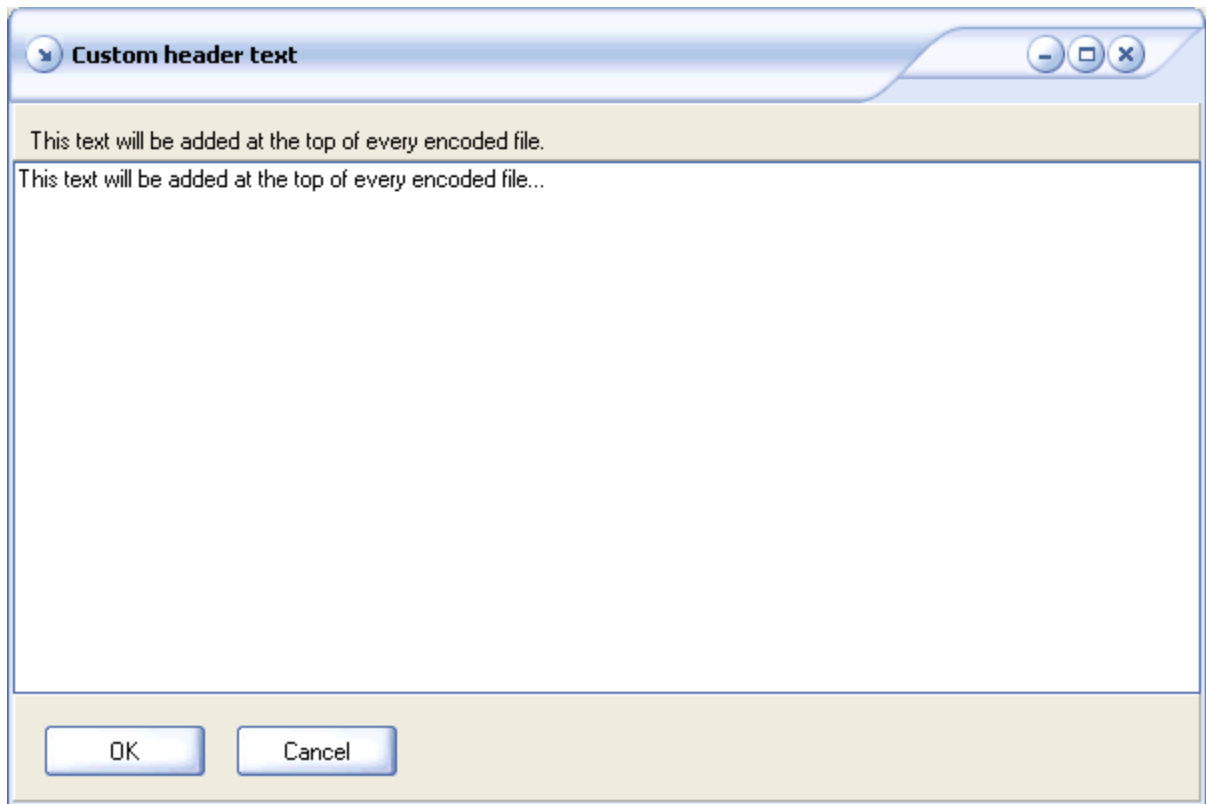 Custom header text
This text will be added at the top of every encoded file.
This text will be added at the top of every encoded file...
OK
Cancel